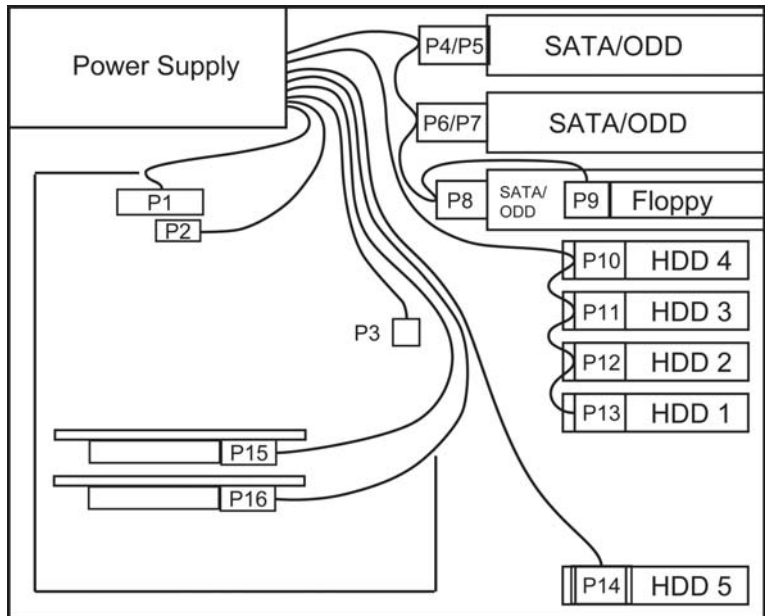 Power Supply
P4/P5 SATA/ODD
P6/P7 SATA/ODD
P8 SATA/
ODD P9 Floppy
P1
P2
P10 HDD 4
P11 HDD 3
P3
P12 HDD 2
P13 HDD 1
P15
P16
P14 HDD 5